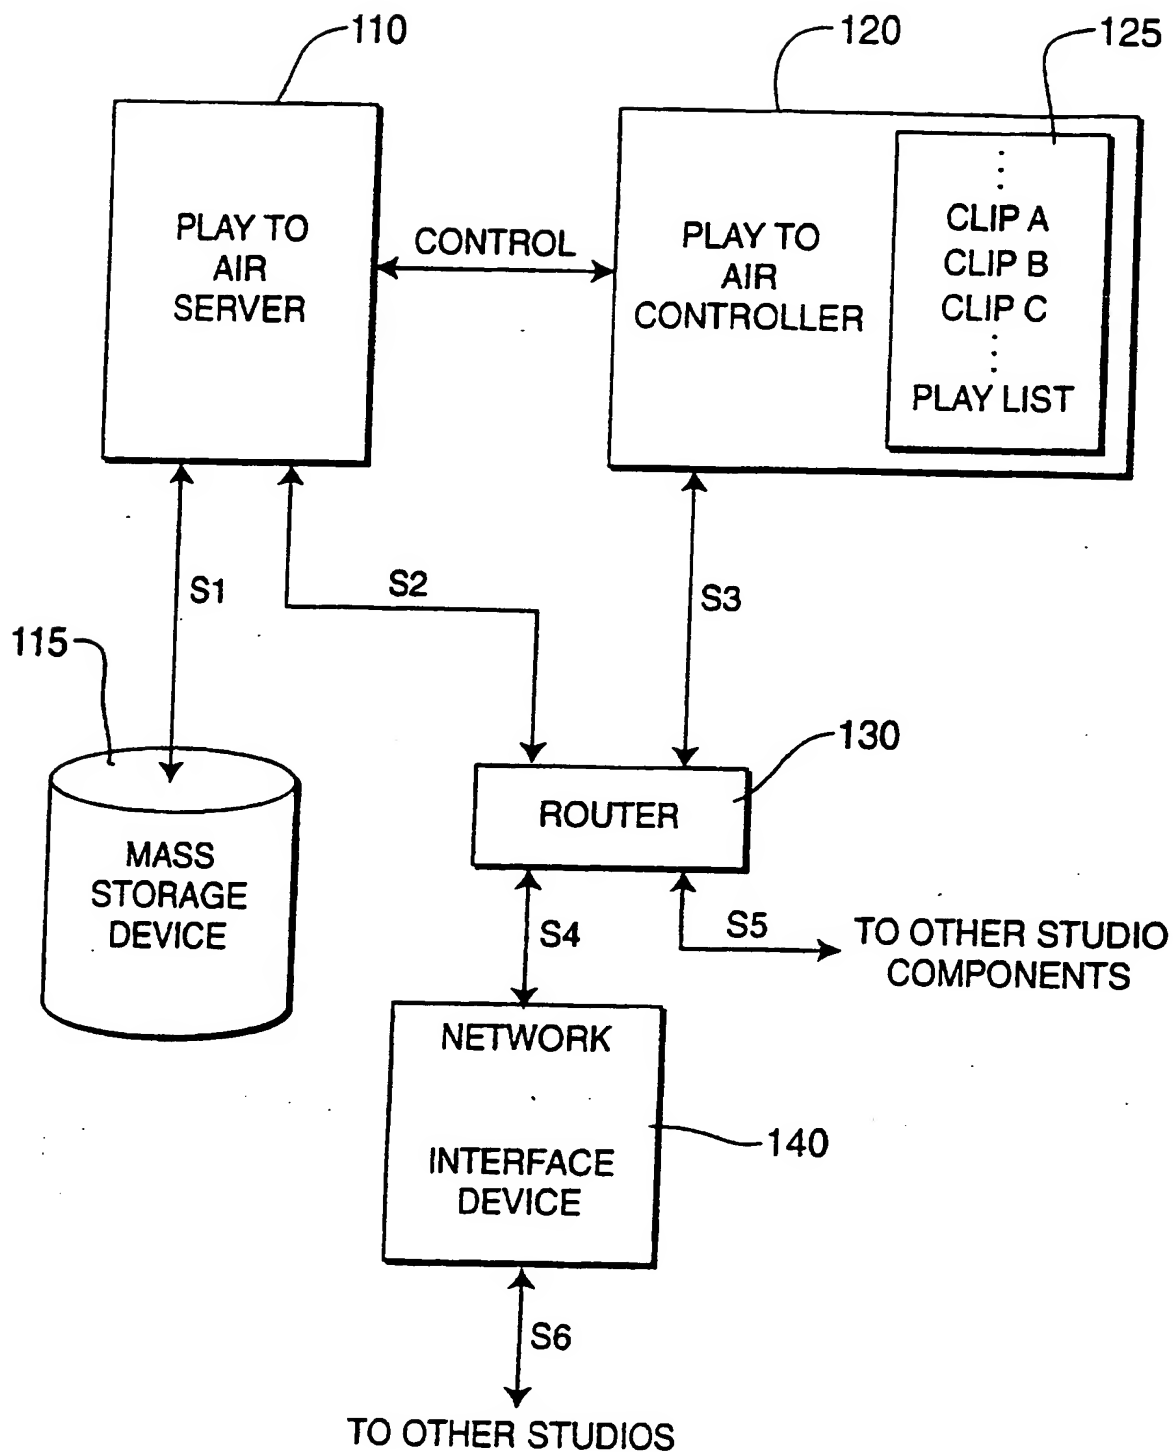 110
120
125
PLAY TO
AIR
SERVER
CONTROL
PLAY TO
AIR
CONTROLLER
CLIP A
CLIP B
CLIP C
PLAY LIST
S1
S2
S3
115
130
MASS
STORAGE
DEVICE
ROUTER
S4
S5
TO OTHER STUDIO
COMPONENTS
NETWORK
INTERFACE
DEVICE
140
S6
TO OTHER STUDIOS